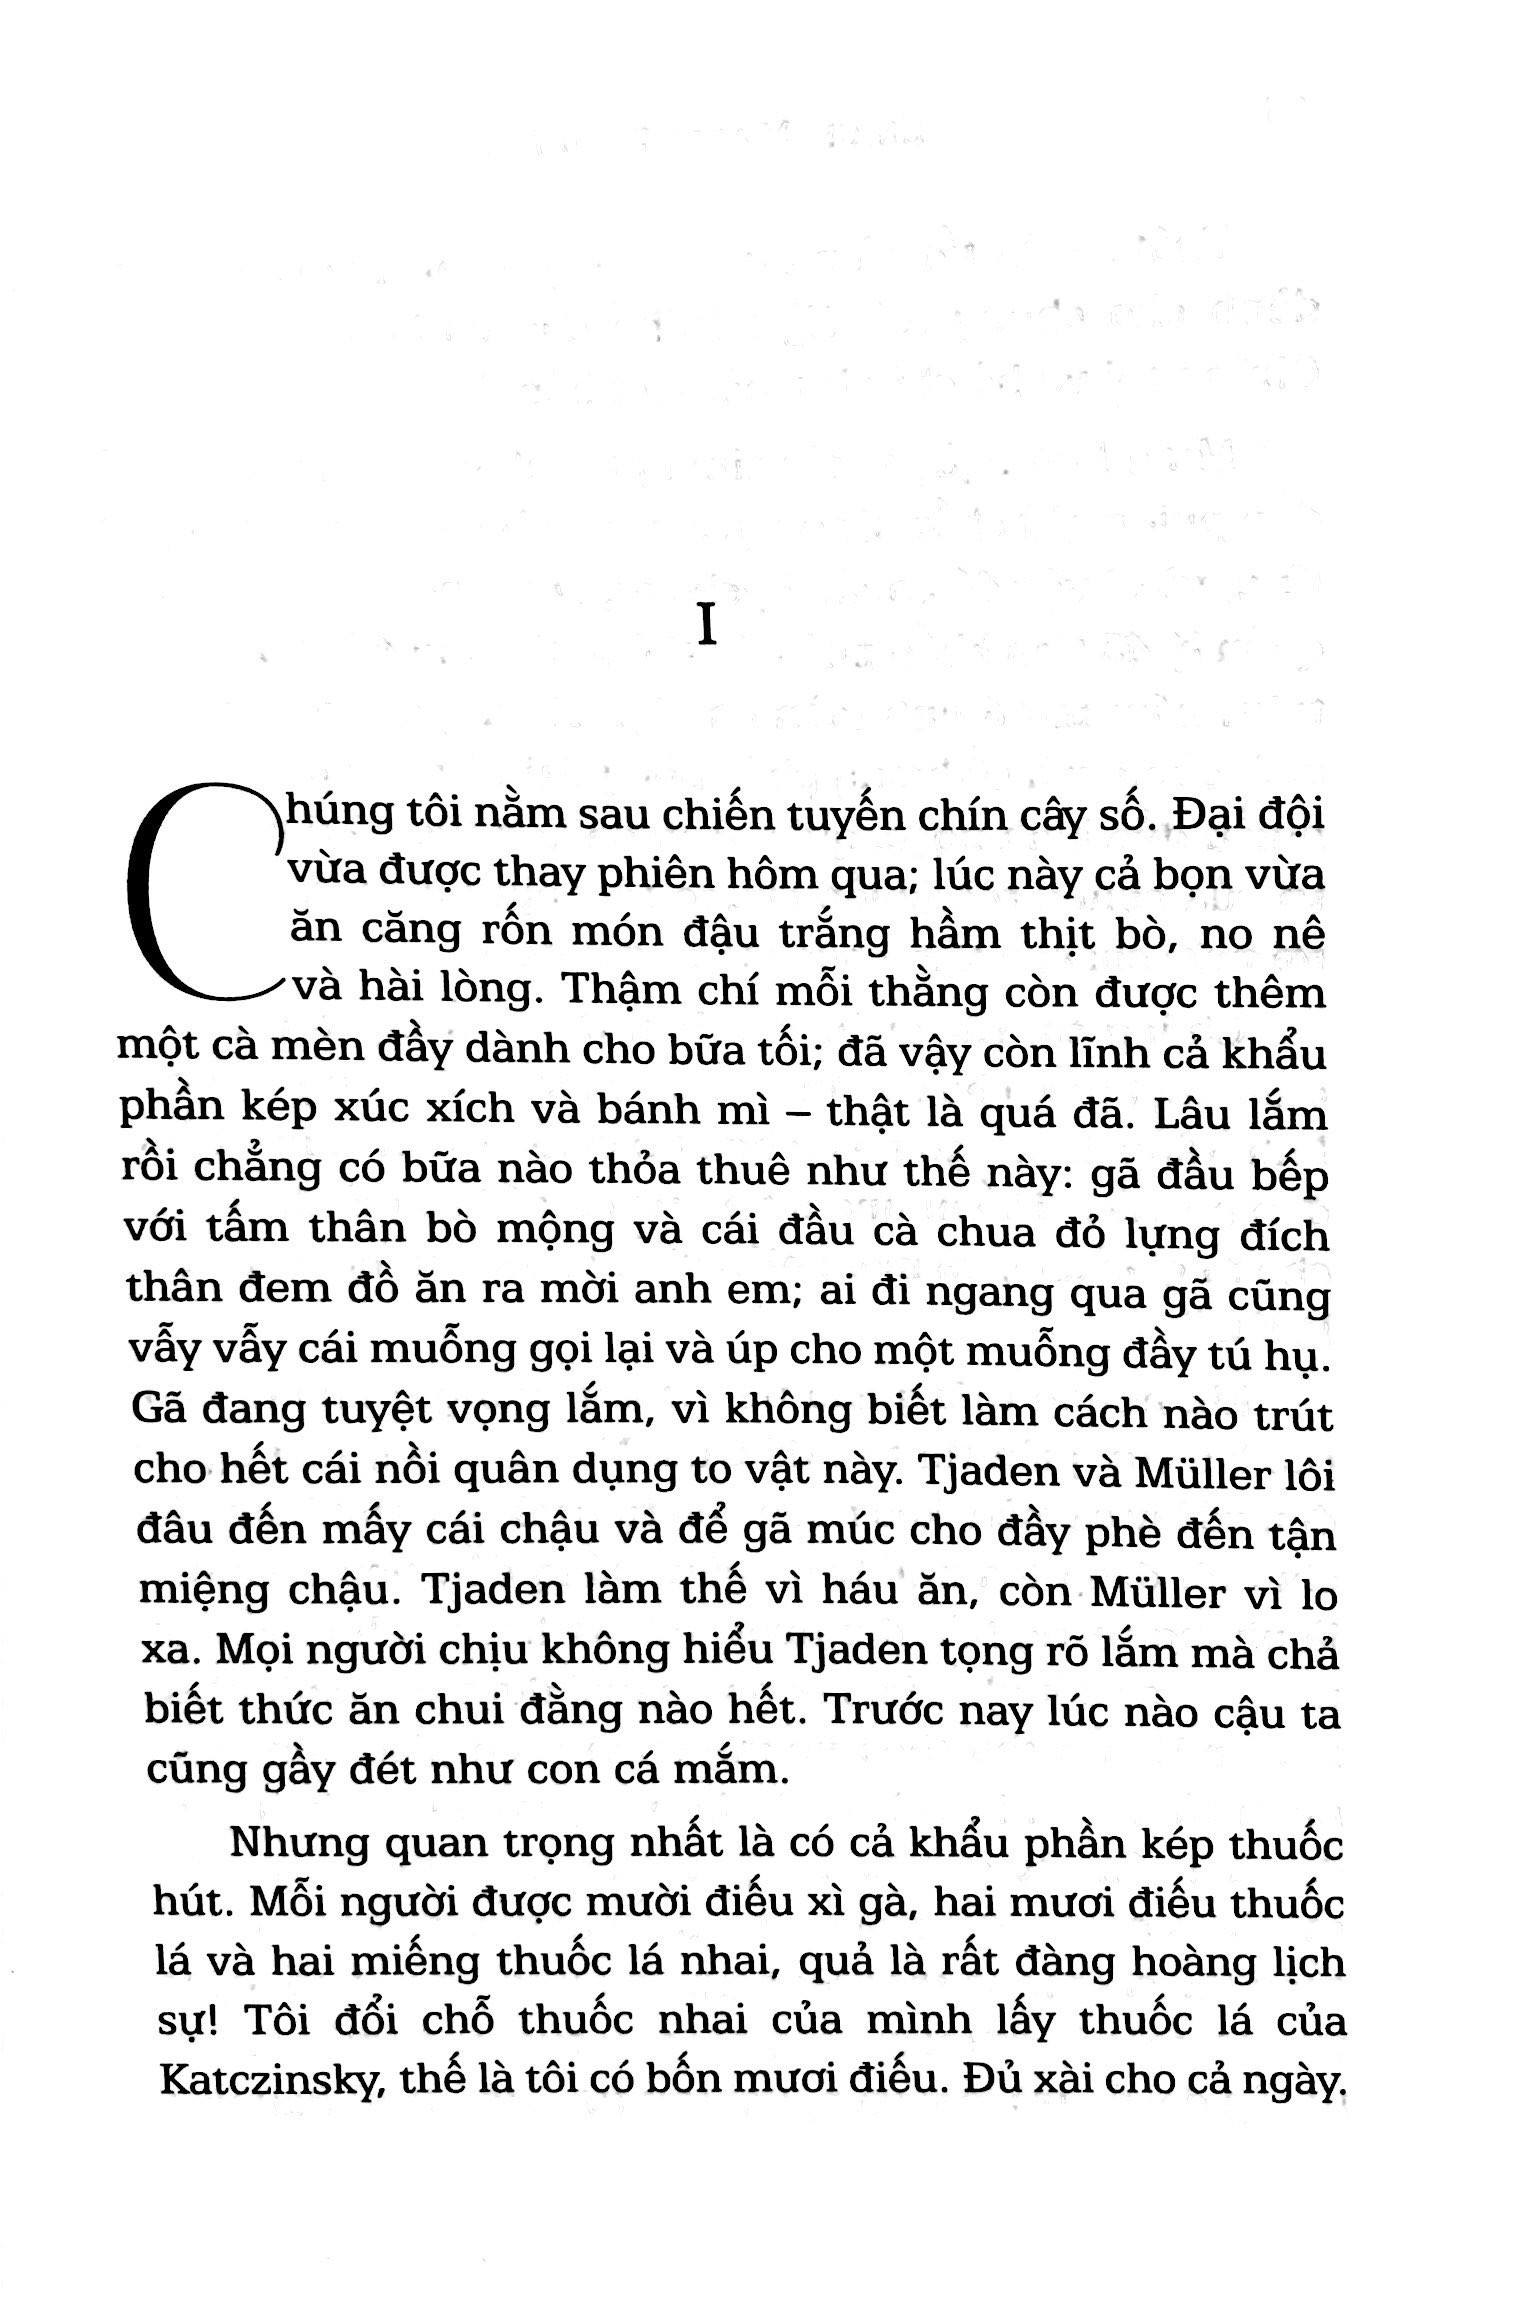 I
Chúng tôi nằm sau chiến tuyến chín cây số. Đại đội
vừa được thay phiên hôm qua; lúc này cả bọn vừa
ăn căng rốn món đậu trắng hầm thịt bò, no nê
và hài lòng. Thậm chí mỗi thằng còn được thêm
một cà mèn đầy dành cho bữa tối; đã vậy còn lĩnh cả khẩu
phần kép xúc xích và bánh mì – thật là quá đã. Lâu lắm
rồi chẳng có bữa nào thỏa thuê như thế này: gã đầu bếp
với tấm thân bò mộng và cái đầu cà chua đỏ lựng đích
thân đem đồ ăn ra mời anh em; ai đi ngang qua gã cũng
vẫy vẫy cái muỗng gọi lại và úp cho một muỗng đầy tú hụ.
Gã đang tuyệt vọng lắm, vì không biết làm cách nào trút
cho hết cái nồi quân dụng to vật này. Tjaden và Müller lôi
đâu đến mấy cái chậu và để gã múc cho đầy phè đến tận
miệng chậu. Tjaden làm thế vì háu ăn, còn Müller vì lo
xa. Mọi người chịu không hiểu Tjaden tọng rõ lắm mà chả
biết thức ăn chui đằng nào hết. Trước nay lúc nào cậu ta
cũng gầy đét như con cá mắm.
Nhưng quan trọng nhất là có cả khẩu phần kép thuốc
hút. Mỗi người được mười điếu xì gà, hai mươi điếu thuốc
lá và hai miếng thuốc lá nhai, quả là rất đàng hoàng lịch
sự! Tôi đổi chỗ thuốc nhai của mình lấy thuốc lá của
Katczinsky, thế là tôi có bốn mươi điếu. Đủ xài cho cả ngày.